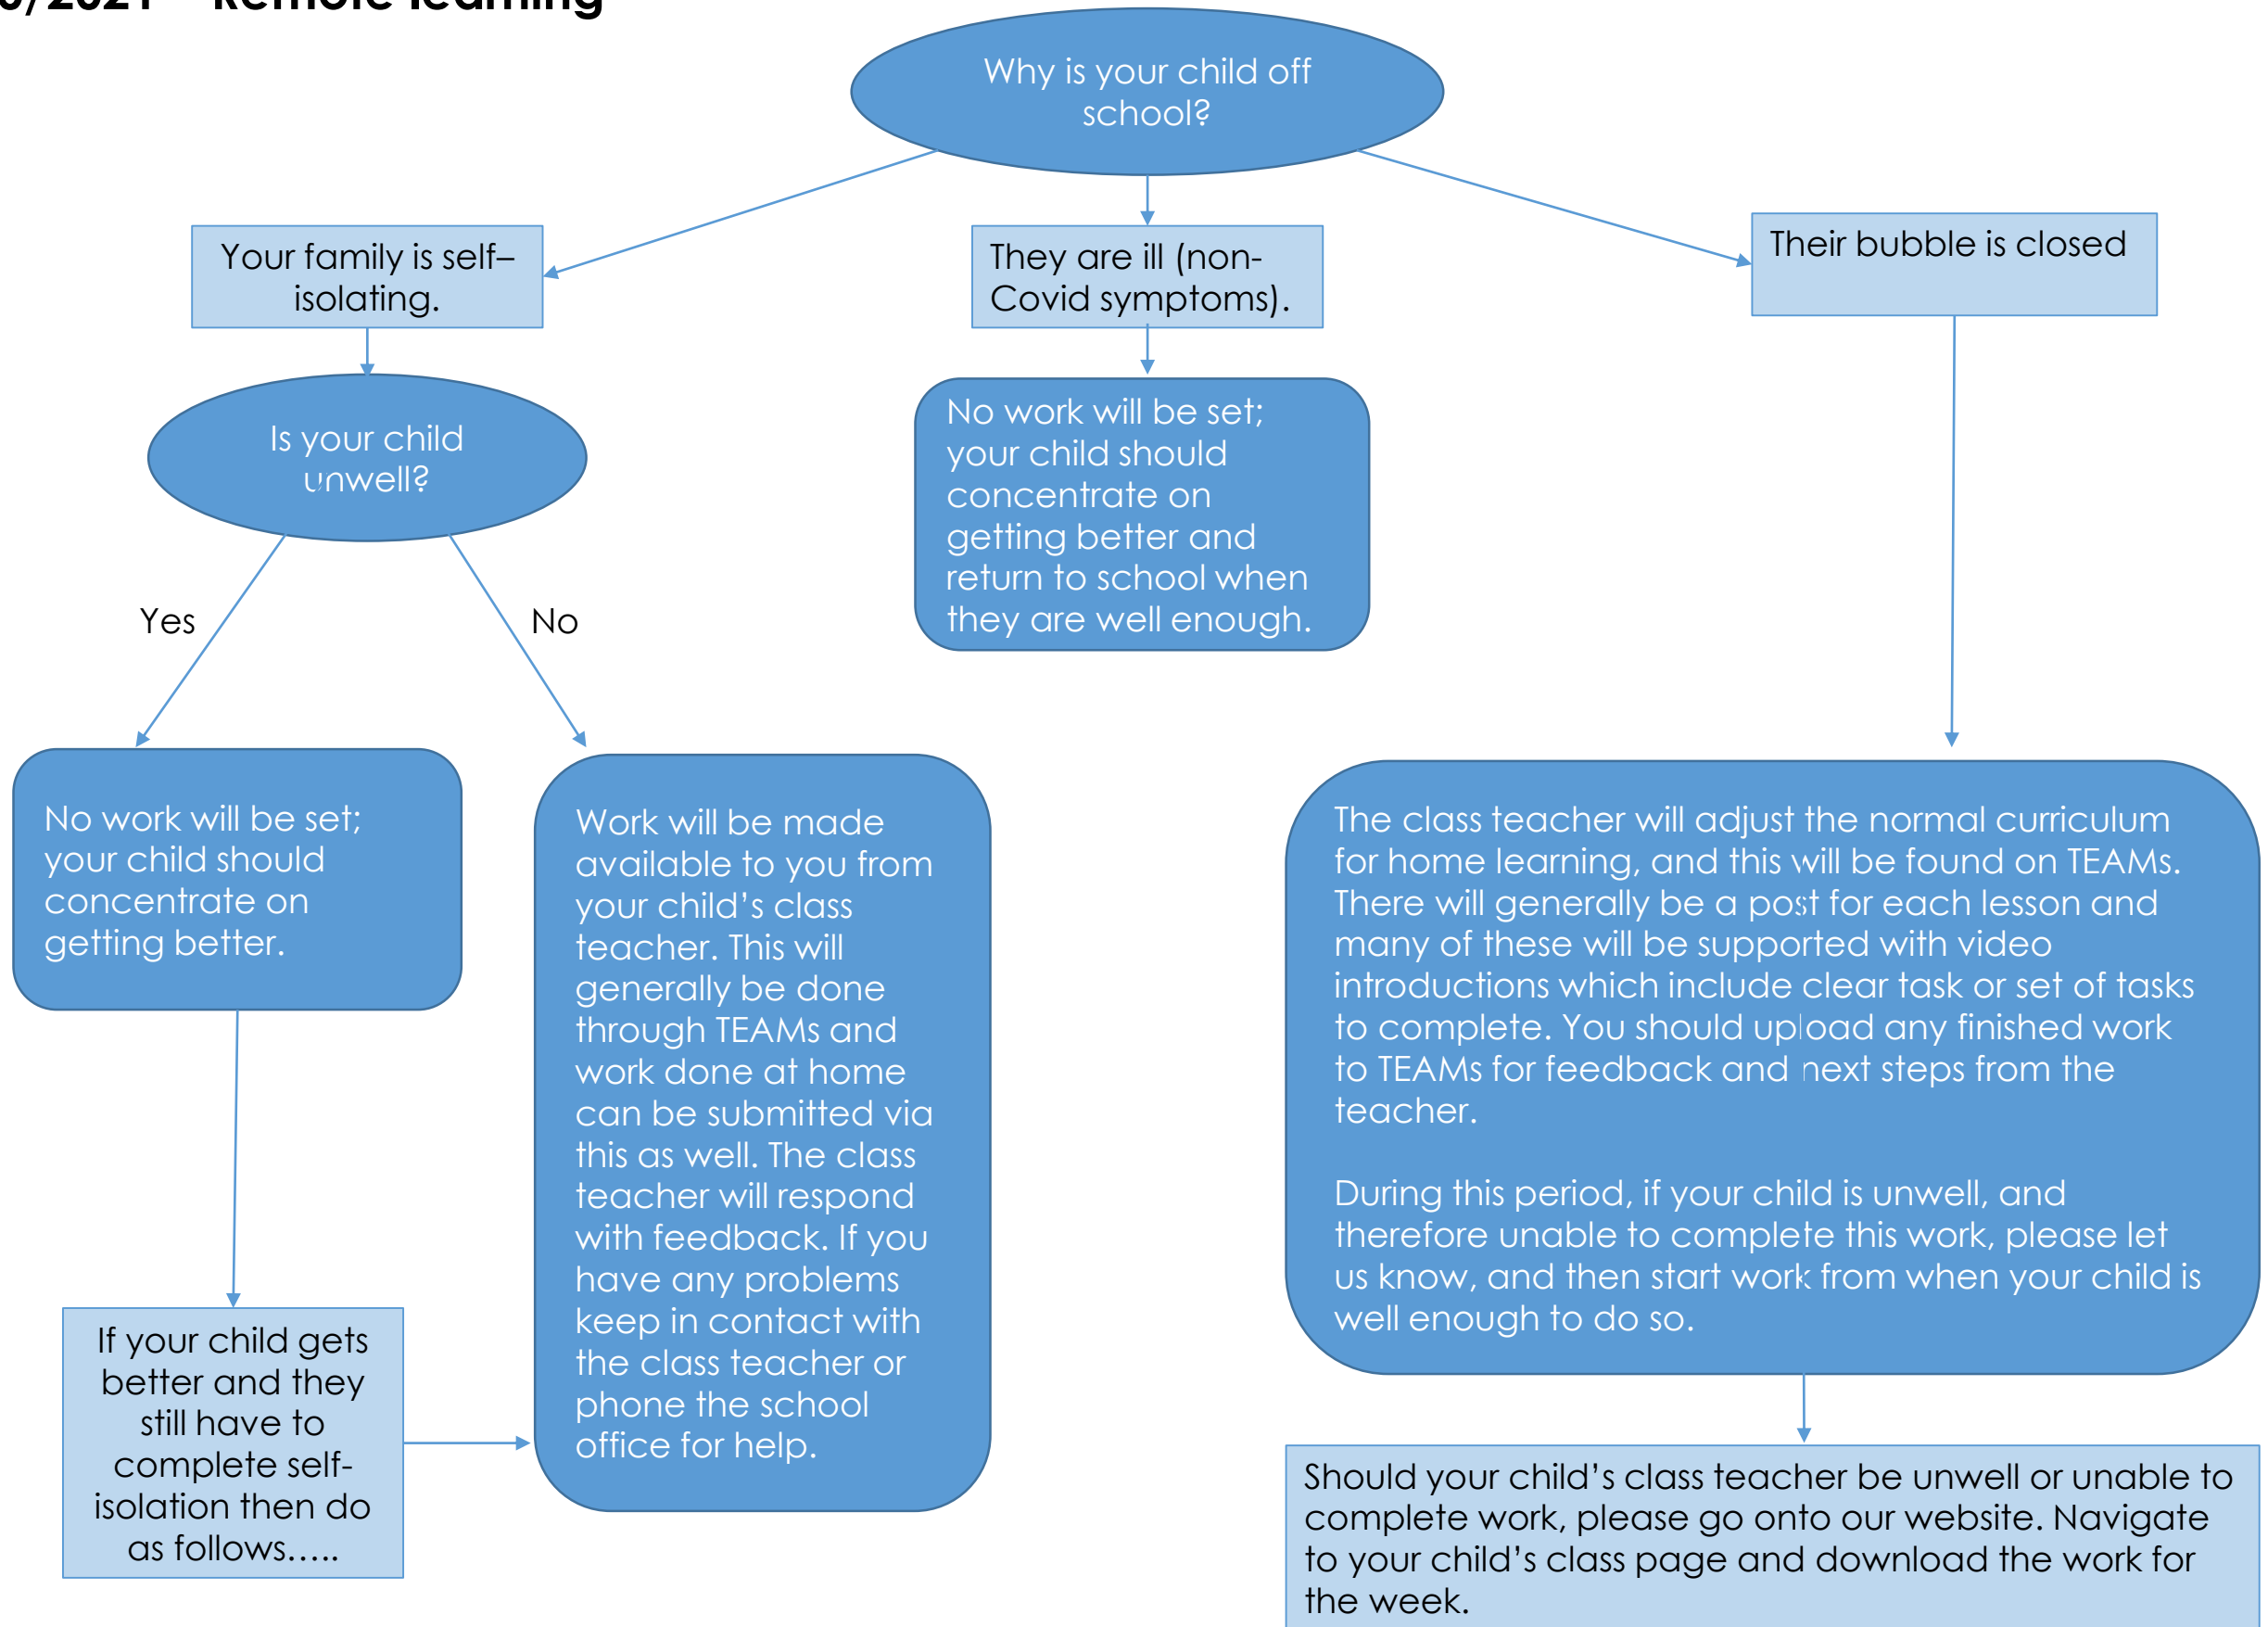 0/2021 – Remote learning
Why is your child off
school?
Your family is self–
isolating.
They are ill (non-
Covid symptoms).
Their bubble is closed
Is your child
unwell?
No work will be set;
your child should
concentrate on
getting better and
return to school when
they are well enough.
Yes
No
No work will be set;
your child should
concentrate on
getting better.
Work will be made
available to you from
your child’s class
teacher. This will
generally be done
through TEAMs and
work done at home
can be submitted via
this as well. The class
teacher will respond
with feedback. If you
have any problems
keep in contact with
the class teacher or
phone the school
office for help.
The class teacher will adjust the normal curriculum
for home learning, and this will be found on TEAMs.
There will generally be a post for each lesson and
many of these will be supported with video
introductions which include clear task or set of tasks
to complete. You should upload any finished work
to TEAMs for feedback and next steps from the
teacher.
During this period, if your child is unwell, and
therefore unable to complete this work, please let
us know, and then start work from when your child is
well enough to do so.
If your child gets
better and they
still have to
complete self-
isolation then do
as follows…..
Should your child’s class teacher be unwell or unable to
complete work, please go onto our website. Navigate
to your child’s class page and download the work for
the week.